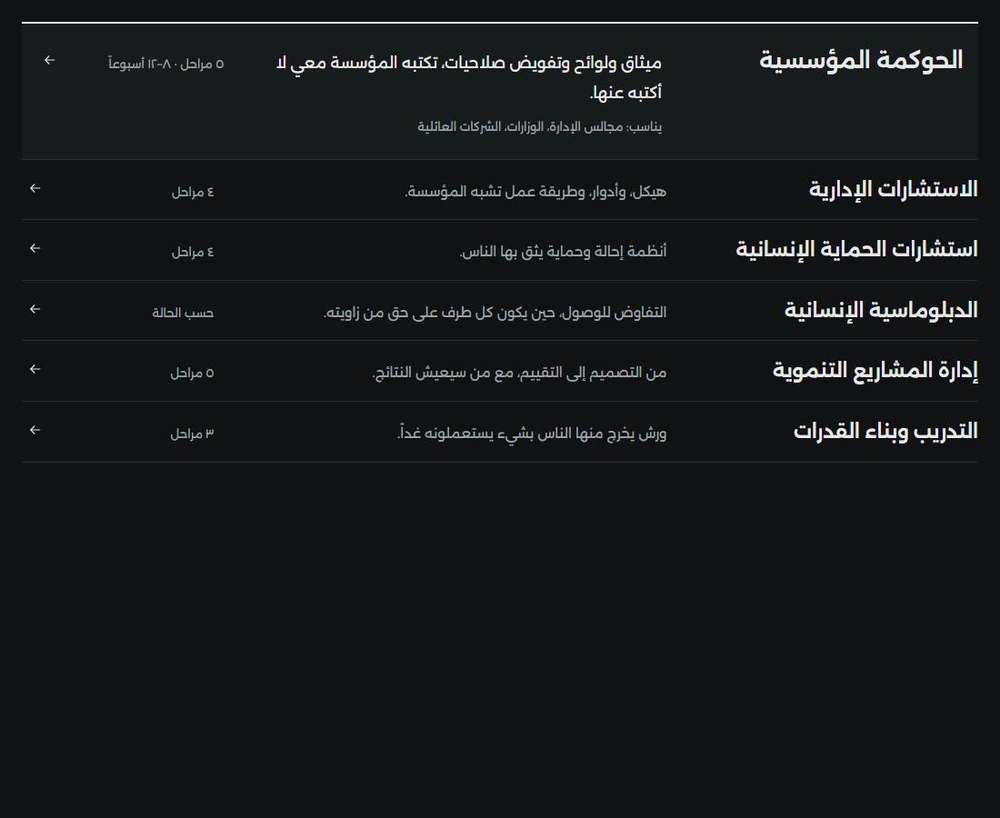 الحوكمة المؤسسية
ميثاق ولوائح وتفويض صلاحيات، تكتبه المؤسسة معي لا
أكتبه عنها.
يناسب: مجالس الإدارة، الوزارات، الشركات العائلية
٥ مراحل · ٨–١٢ أسبوعاً ←
الاستشارات الإدارية
هيكل، وأدوار، وطريقة عمل تشبه المؤسسة.
٤ مراحل ←
استشارات الحماية الإنسانية
أنظمة إحالة وحماية يثق بها الناس.
٤ مراحل ←
الدبلوماسية الإنسانية
التفاوض للوصول، حين يكون كل طرف على حق من زاويته.
حسب الحالة ←
إدارة المشاريع التنموية
من التصميم إلى التقييم، مع من سيعيش النتائج.
٥ مراحل ←
التدريب وبناء القدرات
ورش يخرج منها الناس بشيء يستعملونه غداً.
٣ مراحل ←